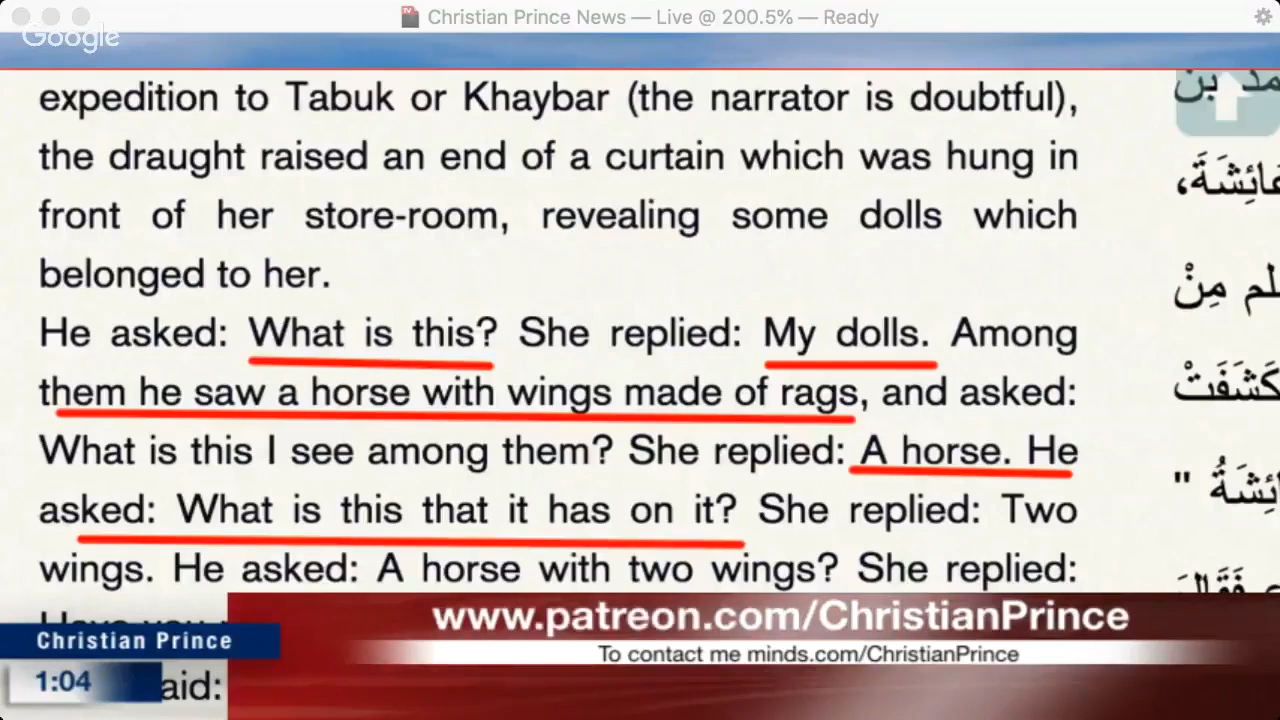 Christian Prince News — Live @ 200.5% — Ready
Google
expedition to Tabuk or Khaybar (the narrator is doubtful),
the draught raised an end of a curtain which was hung in
front of her store-room, revealing some dolls which
belonged to her.
He asked: What is this? She replied: My dolls. Among
them he saw a horse with wings made of rags, and asked:
What is this I see among them? She replied: A horse. He
asked: What is this that it has on it? She replied: Two
wings. He asked: A horse with two wings? She replied:
aid:
عَائِشَةَ،
مِنْ
"
فَقَالَ
www.patreon.com/ChristianPrince
To contact me minds.com/ChristianPrince
Christian Prince
1:04